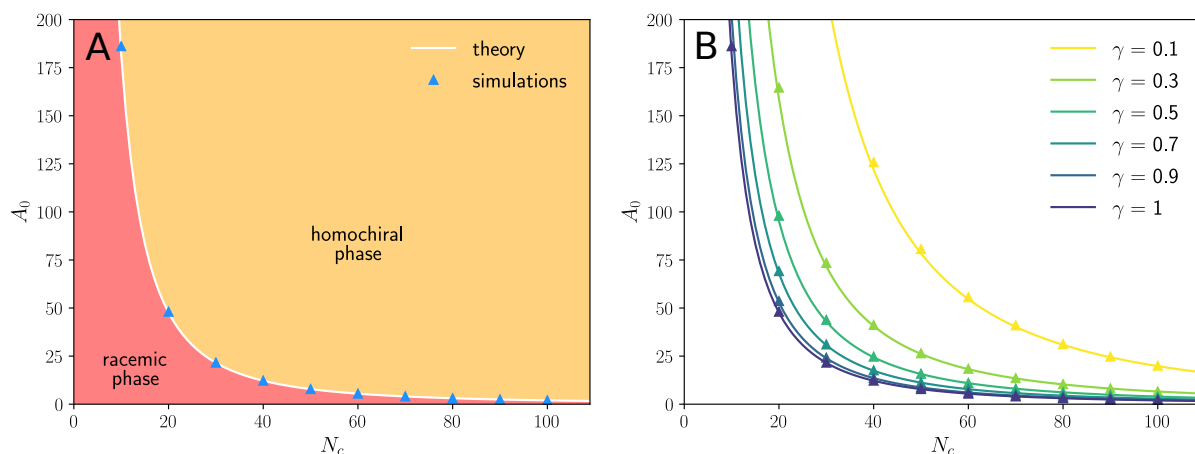 A
theory
simulations
homochiral
phase
racemic
phase
A₀
200
175
150
125
100
75
50
25
0
0
20
40
60
80
100
N_c
B
γ = 0.1
γ = 0.3
γ = 0.5
γ = 0.7
γ = 0.9
γ = 1
A₀
200
175
150
125
100
75
50
25
0
0
20
40
60
80
100
N_c